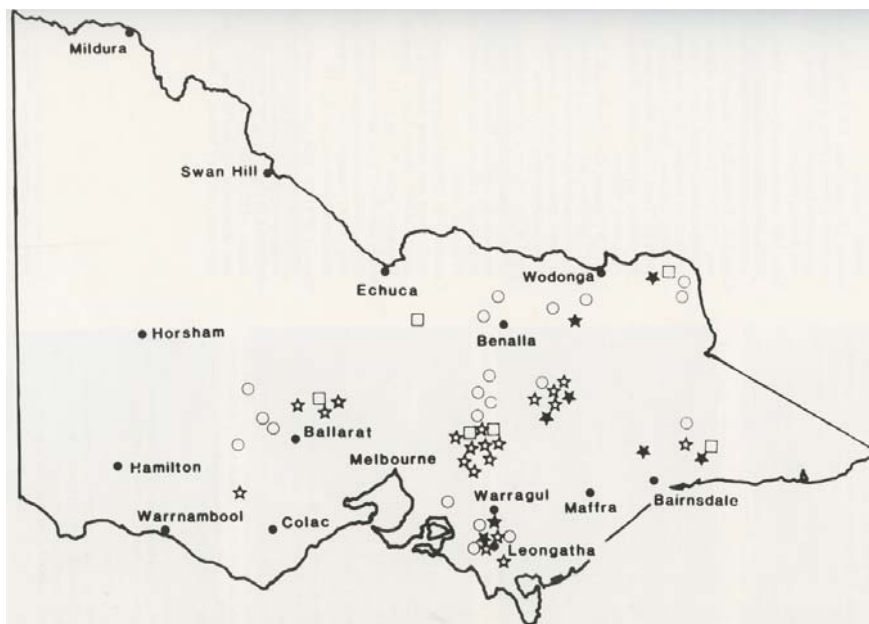 Mildura
Swan Hill
Echuca
Wodonga
Horsham
Benalla
Ballarat
Melbourne
Hamilton
Warragul
Maffra
Bairnsdale
Warrnambool
Colac
Leongatha